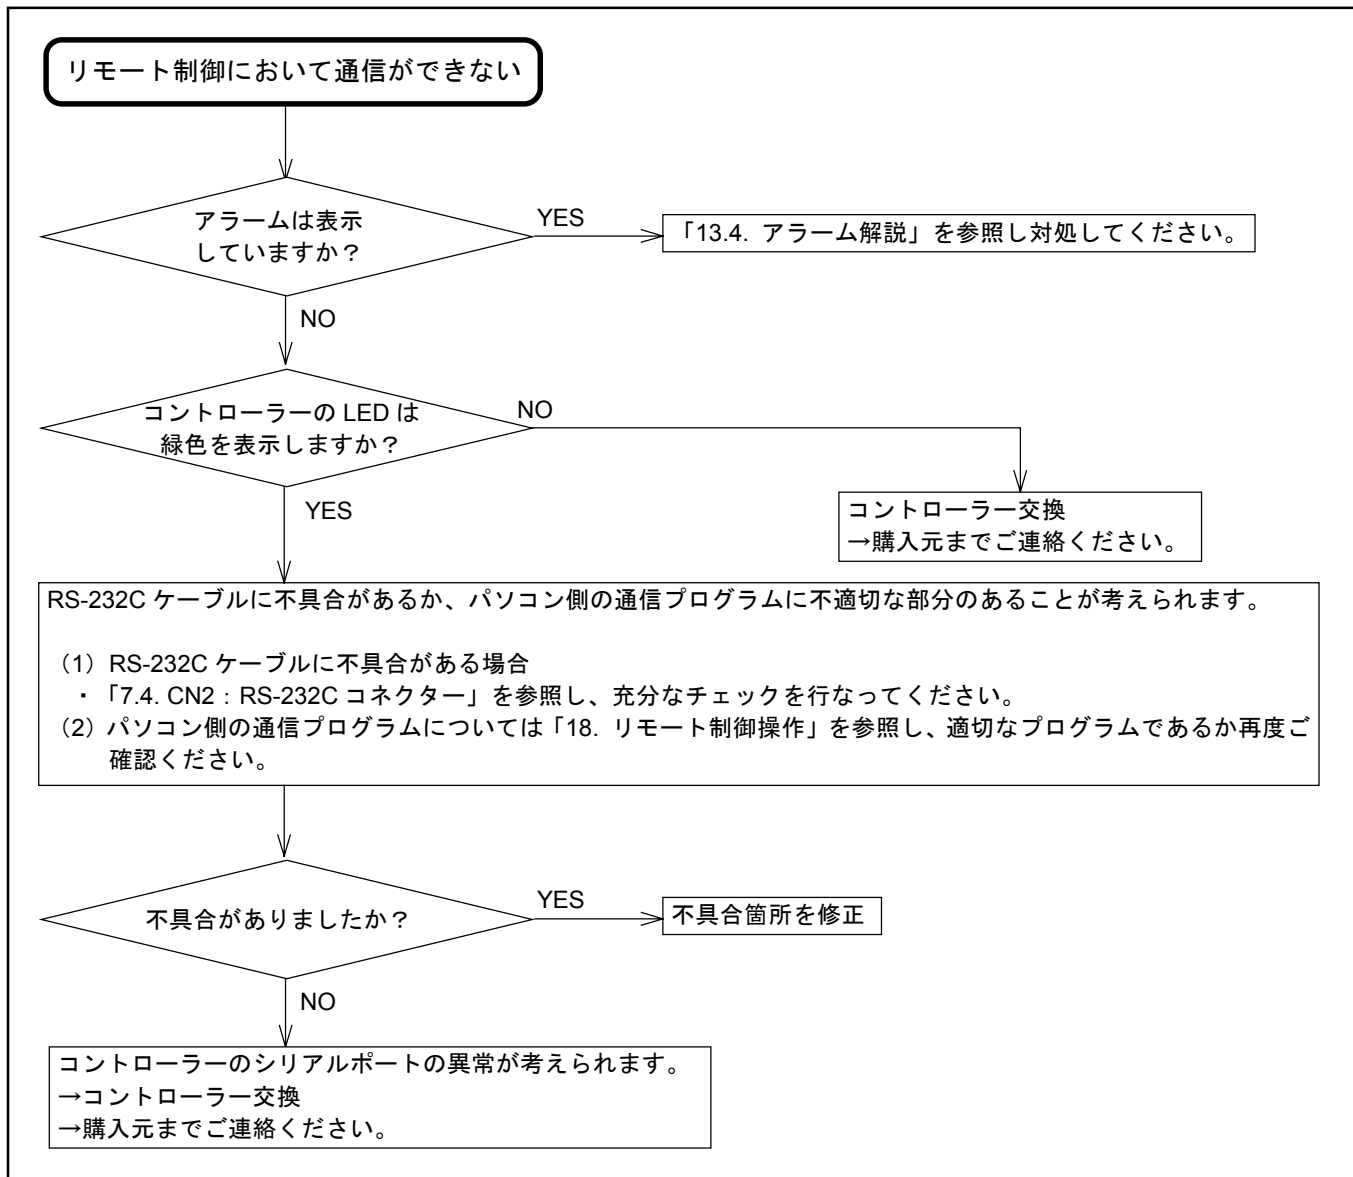 リモート制御において通信ができない
アラームは表示
していますか？
YES
「13.4. アラーム解説」を参照し対処してください。
NO
コントローラーの LED は
緑色を表示しますか？
NO
YES
コントローラー交換
→購入元までご連絡ください。
RS-232C ケーブルに不具合があるか、パソコン側の通信プログラムに不適切な部分のあることが考えられます。
（1）RS-232C ケーブルに不具合がある場合
・「7.4. CN2：RS-232C コネクター」を参照し、充分なチェックを行なってください。
（2）パソコン側の通信プログラムについては「18. リモート制御操作」を参照し、適切なプログラムであるか再度ご
確認ください。
不具合がありましたか？
YES
不具合箇所を修正
NO
コントローラーのシリアルポートの異常が考えられます。
→コントローラー交換
→購入元までご連絡ください。